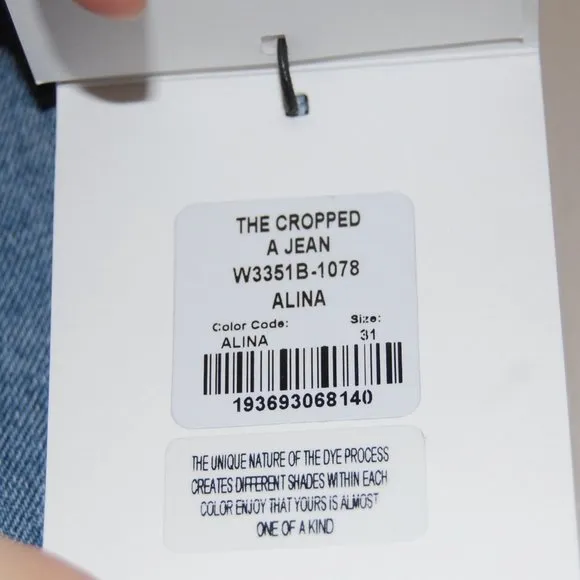 THE CROPPED
A JEAN
W3351B-1078
ALINA
Color Code: Size:
ALINA 31
193693068140
THE UNIQUE NATURE OF THE DYE PROCESS
CREATES DIFFERENT SHADES WITHIN EACH
COLOR ENJOY THAT YOURS IS ALMOST
ONE OF A KIND